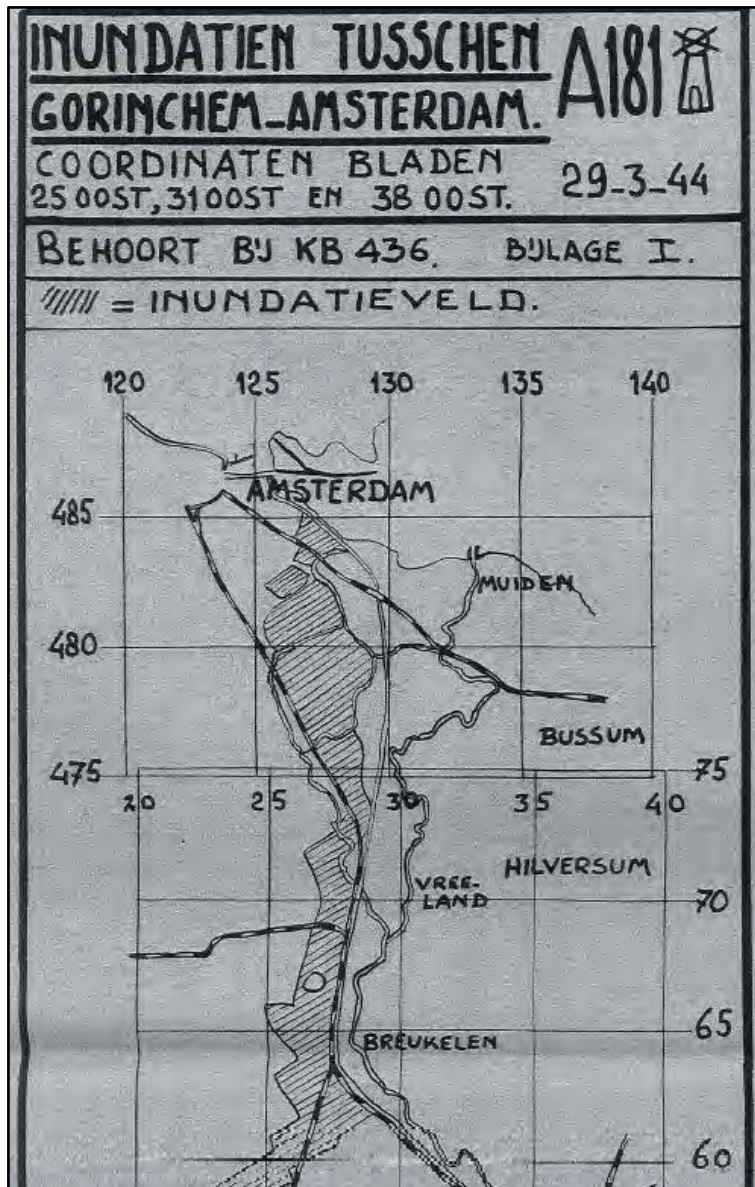 INUNDATIEN TUSSCHEN
GORINCHEM-AMSTERDAM.
A181
COORDINATEN BLADEN
25 OOST, 31 OOST EN 38 OOST.
29-3-44
BEHOORT BIJ KB 436. BIJLAGE I.
= INUNDATIEVELD.
120 125 130 135 140
AMSTERDAM
485
MUIDEN
480
BUSSUM
475 75
20 25 30 35 40
HILVERSUM
VREE-
LAND
70
65
BREUKELEN
60